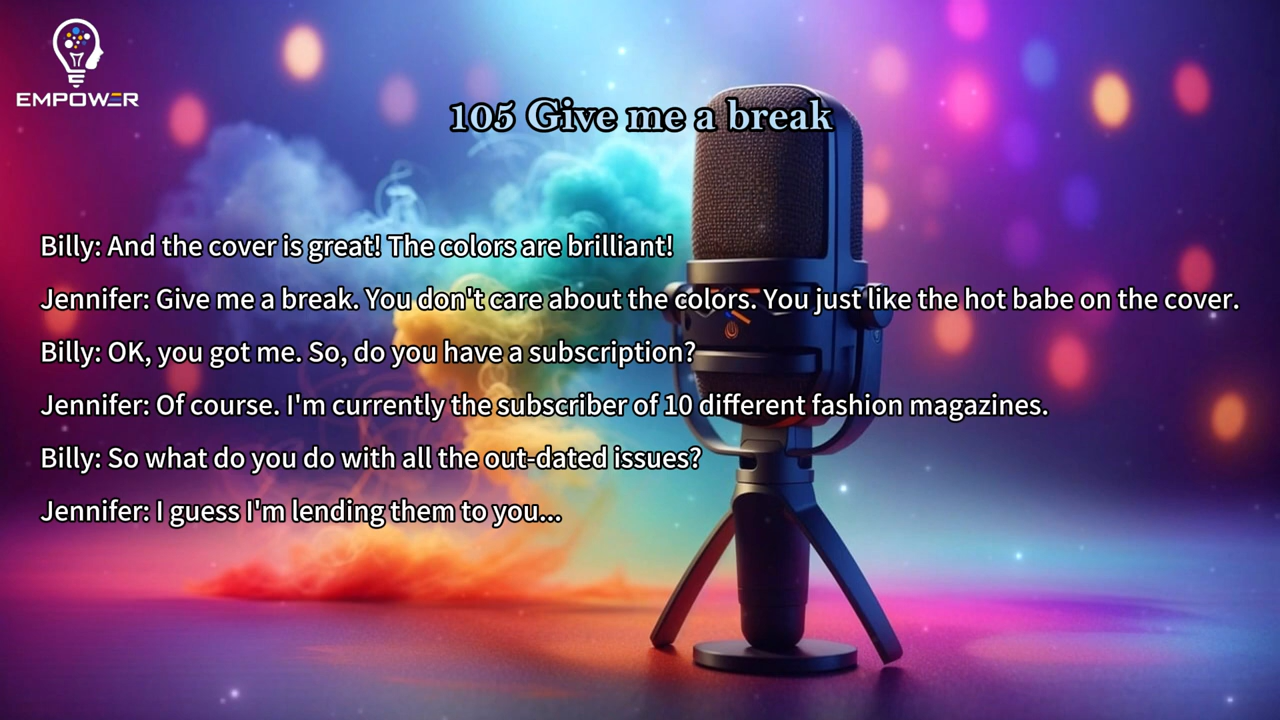 EMPOWER
105 Give me a break
Billy: And the cover is great! The colors are brilliant!
Jennifer: Give me a break. You don't care about the colors. You just like the hot babe on the cover.
Billy: OK, you got me. So, do you have a subscription?
Jennifer: Of course. I'm currently the subscriber of 10 different fashion magazines.
Billy: So what do you do with all the out-dated issues?
Jennifer: I guess I'm lending them to you...